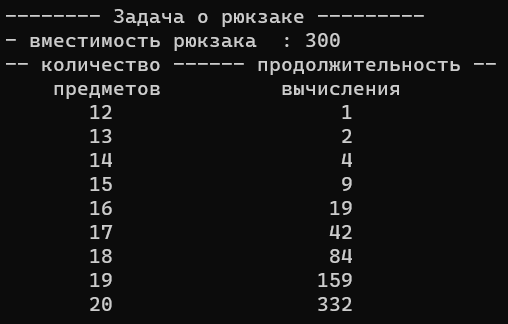 -------- Задача о рюкзаке ---------
- вместимость рюкзака  : 300
-- количество ------ продолжительность --
    предметов          вычисления
       12                   1
       13                   2
       14                   4
       15                   9
       16                  19
       17                  42
       18                  84
       19                 159
       20                 332